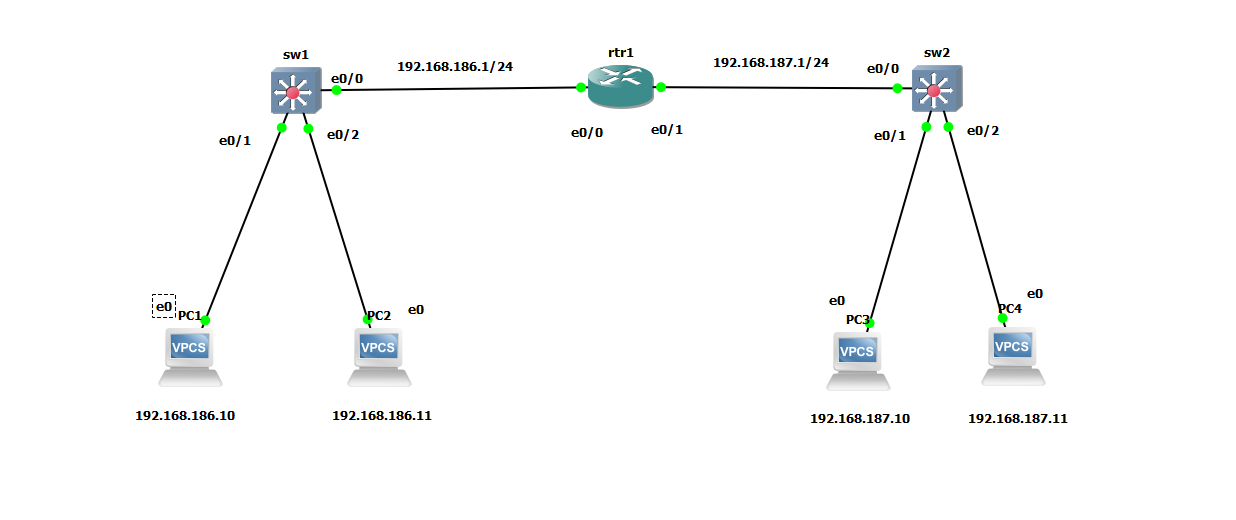 sw1
rtr1
sw2
192.168.186.1/24
192.168.187.1/24
e0/0
e0/0
e0/0
e0/1
e0/1
e0/2
e0/1
e0/2
e0
PC1
PC2
e0
e0
PC3
PC4
e0
VPCS
VPCS
VPCS
VPCS
192.168.186.10
192.168.186.11
192.168.187.10
192.168.187.11